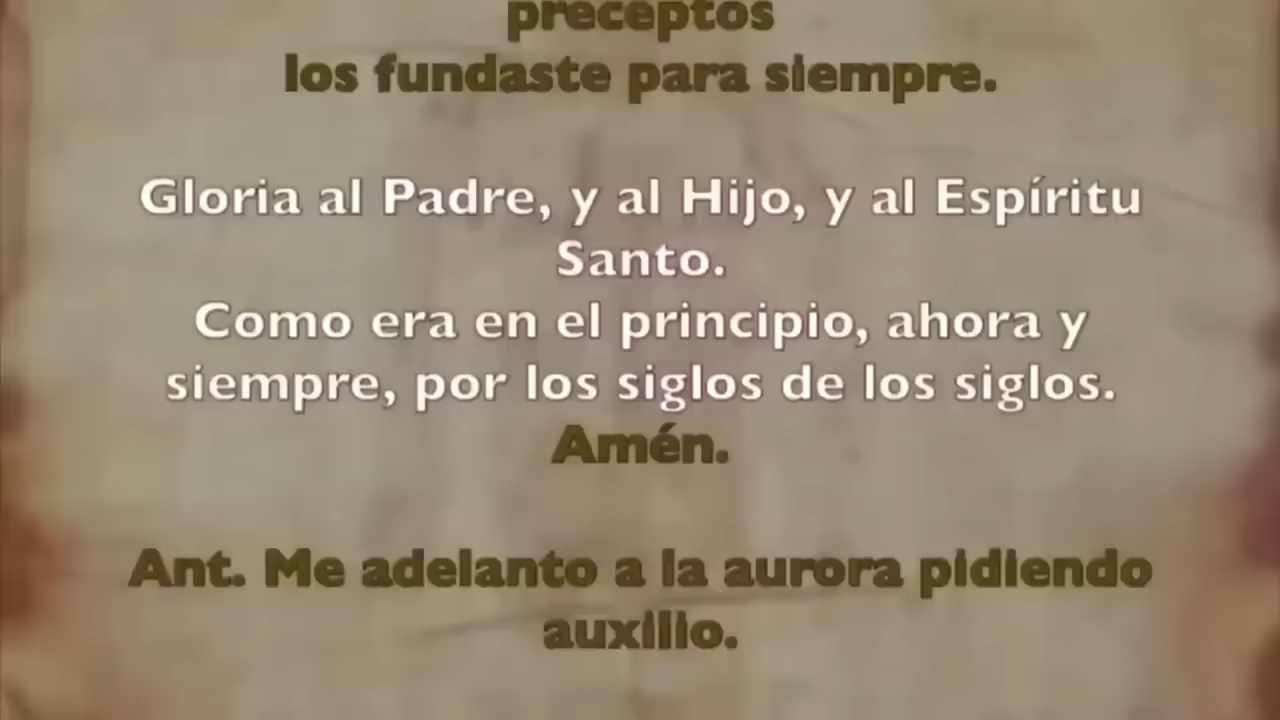 preceptos
los fundaste para siempre.
Gloria al Padre, y al Hijo, y al Espíritu
Santo.
Como era en el principio, ahora y
siempre, por los siglos de los siglos.
Amén.
Ant. Me adelanto a la aurora pidiendo
auxilio.